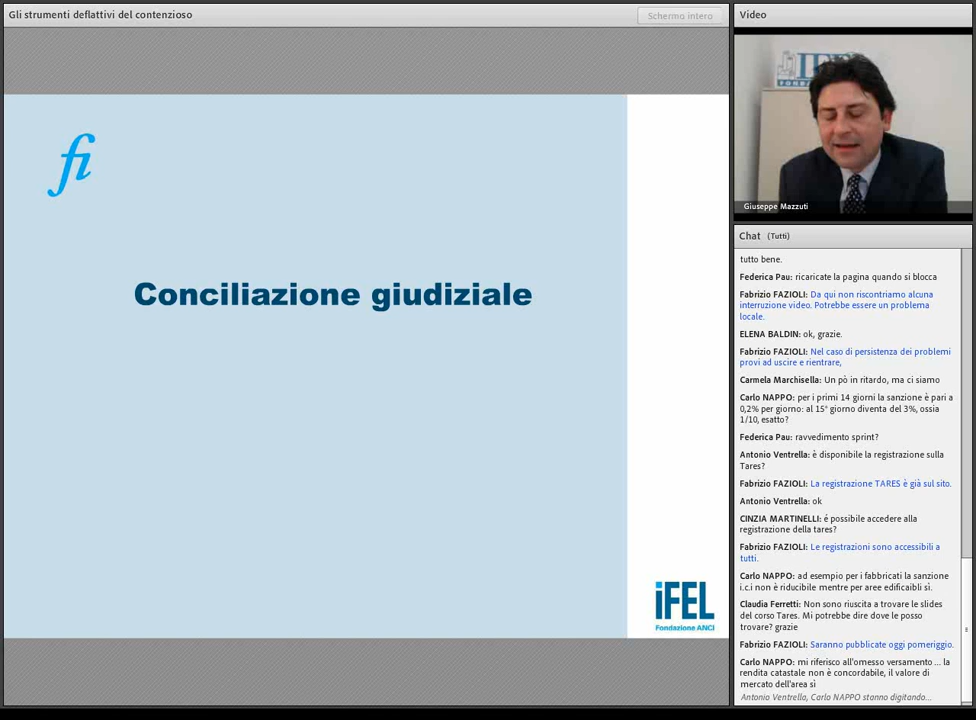 Gli strumenti deflattivi del contenzioso
Schermo intero
fi
Conciliazione giudiziale
iFEL
Fondazione ANCI
Video
Giuseppe Mazzuti
Chat (Tutti)
tutto bene.
Federica Pau: ricaricate la pagina quando si blocca
Fabrizio FAZIOLI: Da qui non riscontriamo alcuna
interruzione video. Potrebbe essere un problema
locale.
ELENA BALDIN: ok, grazie.
Fabrizio FAZIOLI: Nel caso di persistenza dei problemi
provi ad uscire e rientrare,
Carmela Marchisella: Un pò in ritardo, ma ci siamo
Carlo NAPPO: per i primi 14 giorni la sanzione è pari a
0,2% per giorno: al 15° giorno diventa del 3%, ossia
1/10, esatto?
Federica Pau: ravvedimento sprint?
Antonio Ventrella: è disponibile la registrazione sulla
Tares?
Fabrizio FAZIOLI: La registrazione TARES è già sul sito.
Antonio Ventrella: ok
CINZIA MARTINELLI: é possibile accedere alla
registrazione della tares?
Fabrizio FAZIOLI: Le registrazioni sono accessibili a
tutti.
Carlo NAPPO: ad esempio per i fabbricati la sanzione
i.c.i non è riducibile mentre per aree edificaibli sì.
Claudia Ferretti: Non sono riuscita a trovare le slides
del corso Tares. Mi potrebbe dire dove le posso
trovare? grazie
Fabrizio FAZIOLI: Saranno pubblicate oggi pomeriggio.
Carlo NAPPO: mi riferisco all'omesso versamento ... la
rendita catastale non è concordabile, il valore di
mercato dell'area sì
Antonio Ventrella, Carlo NAPPO stanno digitando...